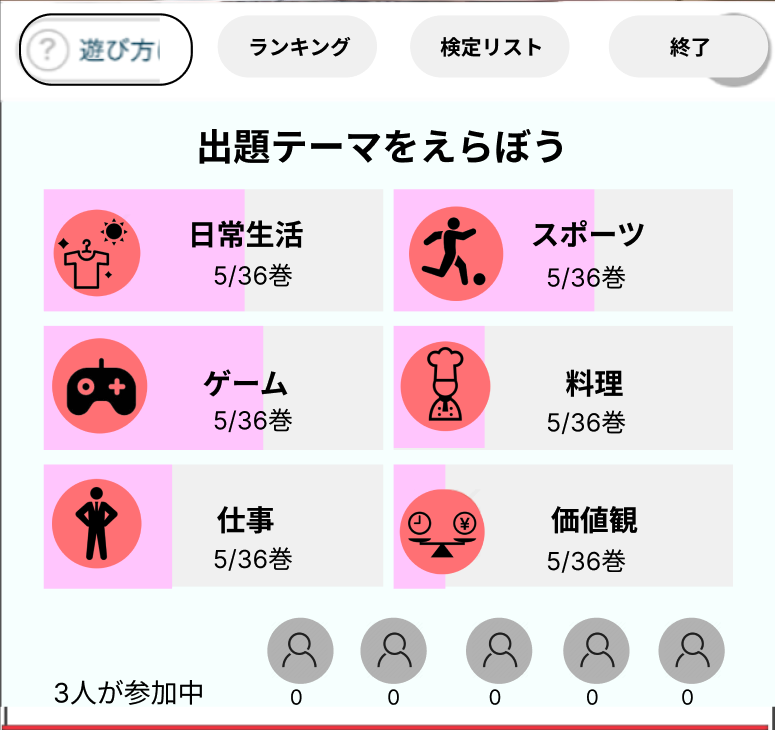 ? 遊び方
ランキング
検定リスト
終了
出題テーマをえらぼう
日常生活
5/36巻
スポーツ
5/36巻
ゲーム
5/36巻
料理
5/36巻
仕事
5/36巻
¥
価値観
5/36巻
3人が参加中
0
0
0
0
0